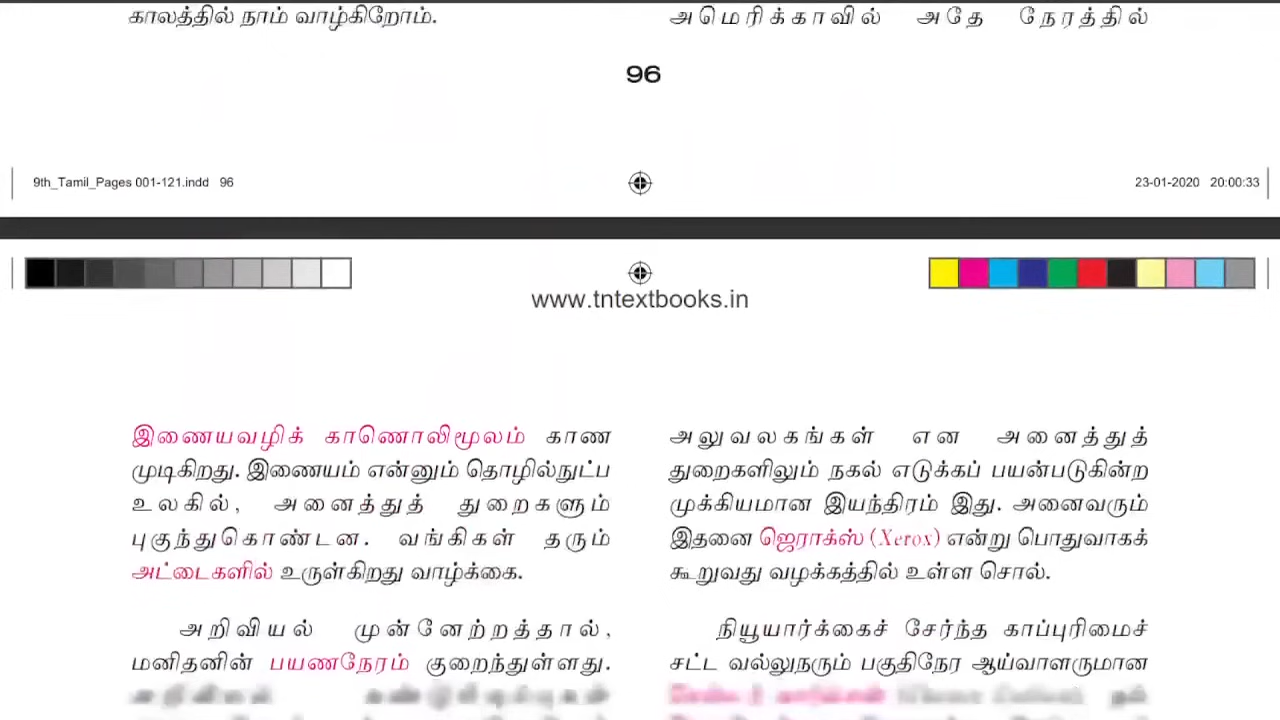 காலத்தில் நாம் வாழ்கிறோம்.
அமெரிக்காவில் அதே நேரத்தில்
96
9th_Tamil_Pages 001-121.indd 96
23-01-2020 20:00:33
www.tntextbooks.in
இணையவழிக் காணொலிமூலம் காண
முடிகிறது. இணையம் என்னும் தொழில்நுட்ப
உலகில், அனைத்துத் துறைகளும்
புகுந்துகொண்டன. வங்கிகள் தரும்
அட்டைகளில் உருள்கிறது வாழ்க்கை.
அறிவியல் முன்னேற்றத்தால்,
மனிதனின் பயணநேரம் குறைந்துள்ளது.
அலுவலகங்கள் என அனைத்துத்
துறைகளிலும் நகல் எடுக்கப் பயன்படுகின்ற
முக்கியமான இயந்திரம் இது. அனைவரும்
இதனை ஜெராக்ஸ் (Xerox) என்று பொதுவாகக்
கூறுவது வழக்கத்தில் உள்ள சொல்.
நியூயார்க்கைச் சேர்ந்த காப்புரிமைச்
சட்ட வல்லுநரும் பகுதிநேர ஆய்வாளருமான